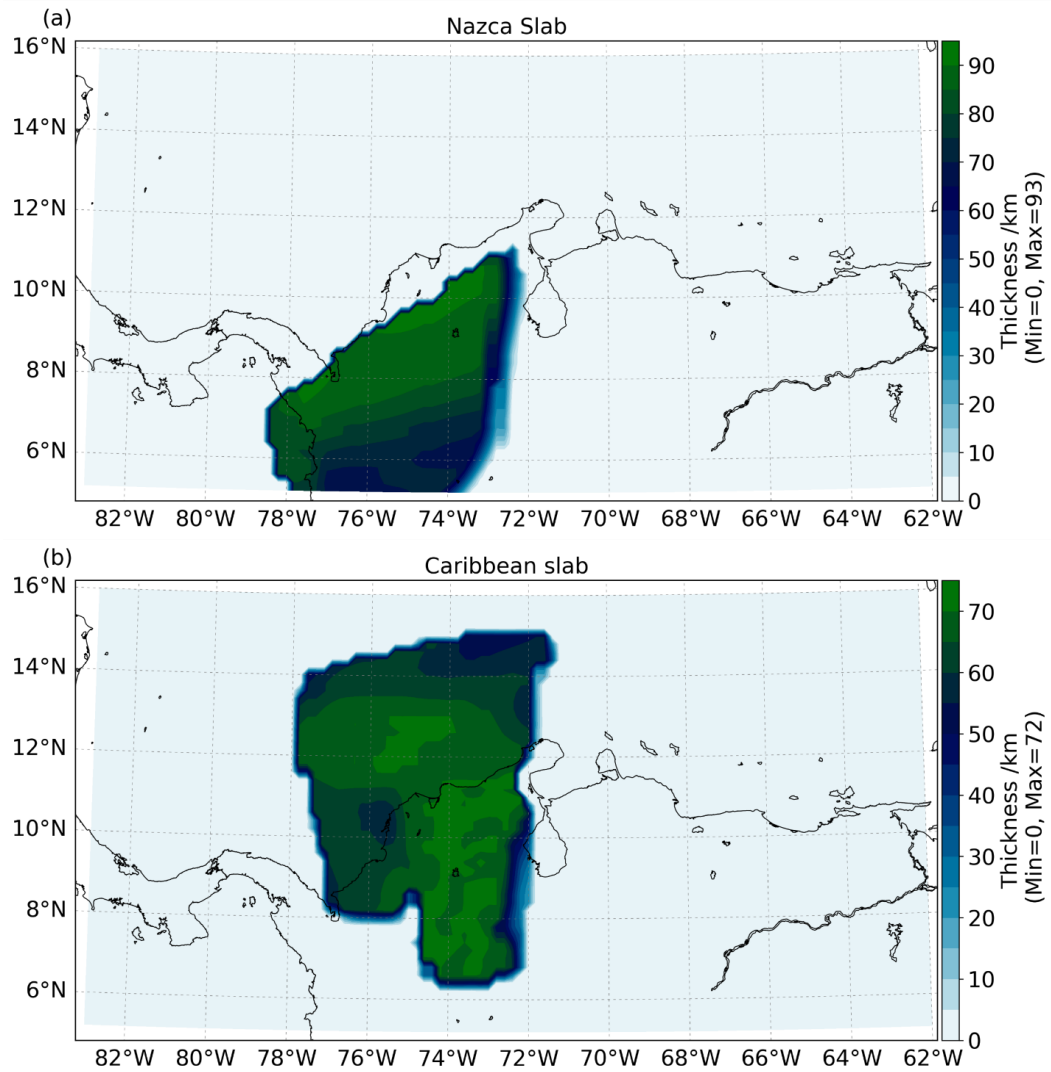 (a)
Nazca Slab
16°N
14°N
12°N
10°N
8°N
6°N
82°W 80°W 78°W 76°W 74°W 72°W 70°W 68°W 66°W 64°W 62°W
90
80
70
60
50
40
30
20
10
0
Thickness /km
(Min=0, Max=93)
(b)
Caribbean slab
16°N
14°N
12°N
10°N
8°N
6°N
82°W 80°W 78°W 76°W 74°W 72°W 70°W 68°W 66°W 64°W 62°W
70
60
50
40
30
20
10
0
Thickness /km
(Min=0, Max=72)